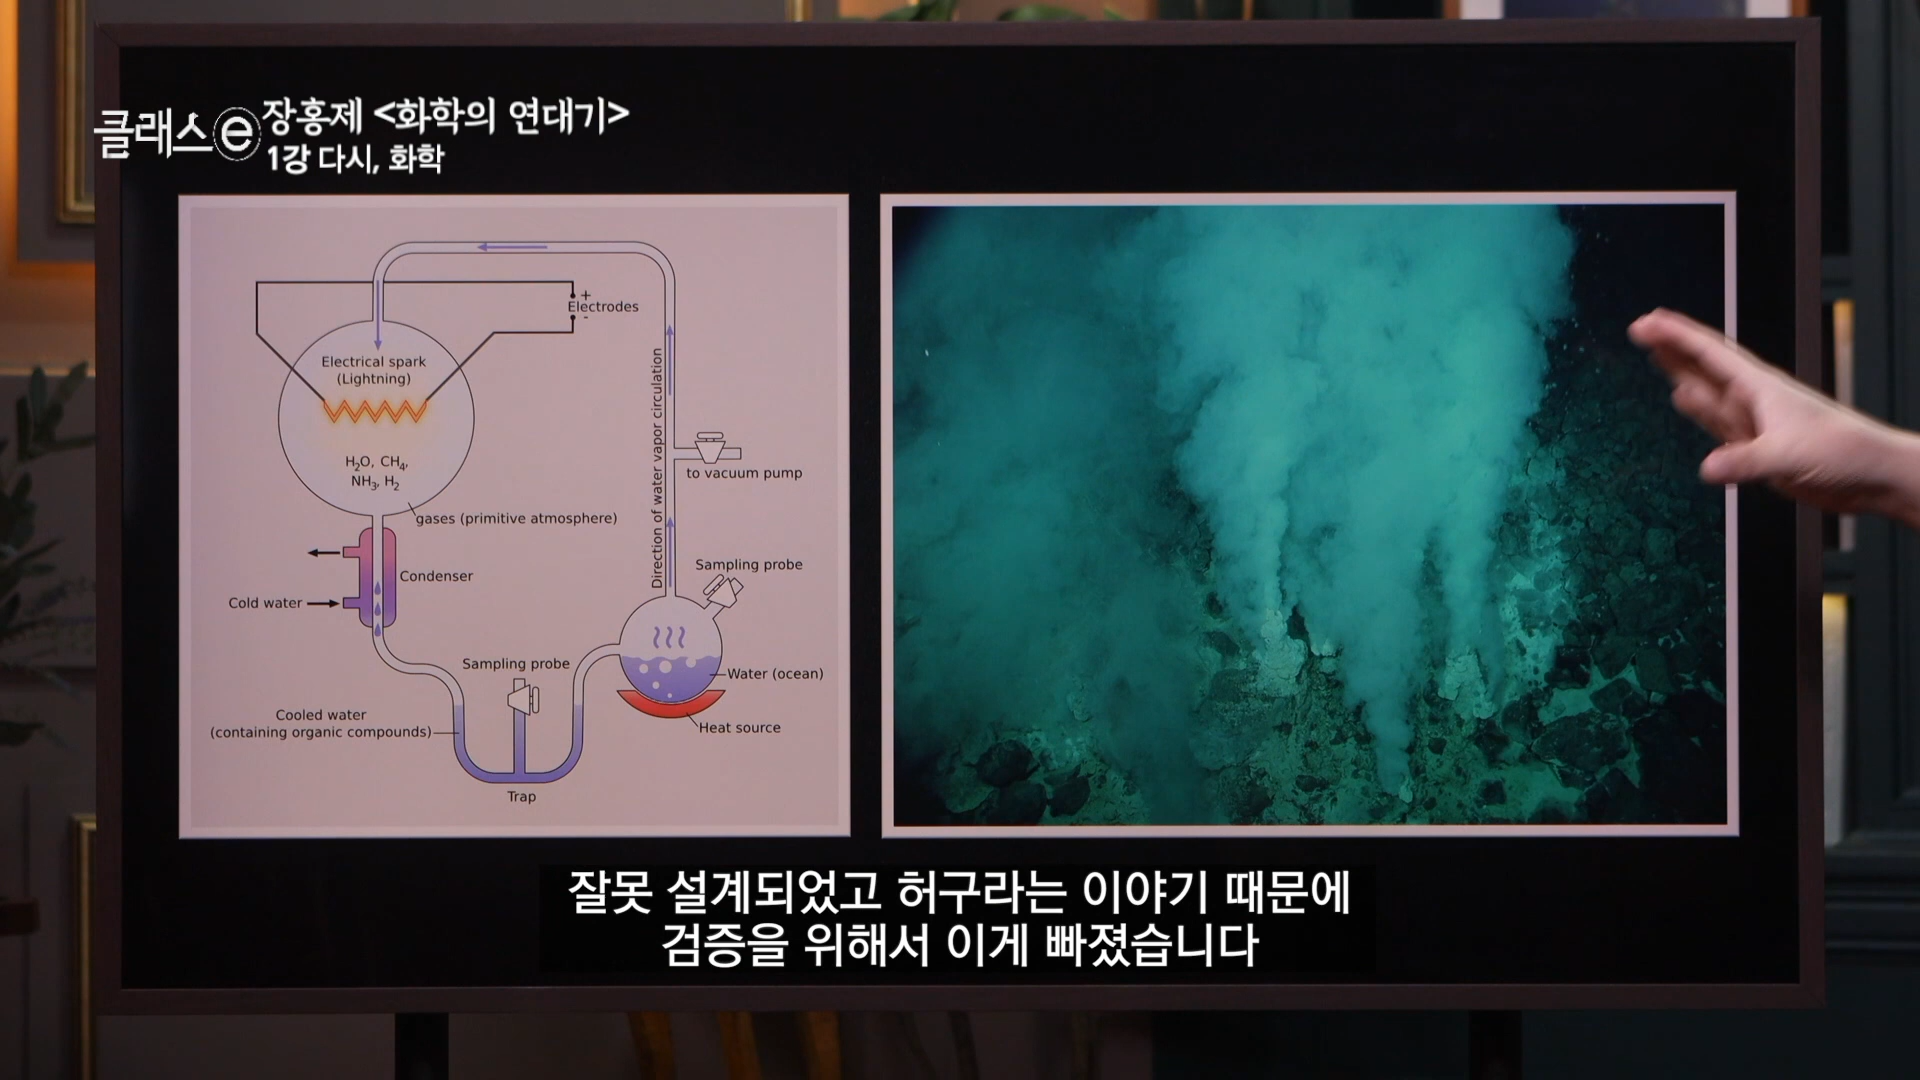 클래스e
장홍제 <화학의 연대기>
1강 다시, 화학
+
Electrodes
-
Electrical spark
(Lightning)
H₂O, CH₄,
NH₃, H₂
gases (primitive atmosphere)
Direction of water vapor circulation
to vacuum pump
Condenser
Cold water
Sampling probe
Sampling probe
Water (ocean)
Heat source
Cooled water
(containing organic compounds)
Trap
잘못 설계되었고 허구라는 이야기 때문에
검증을 위해서 이게 빠졌습니다